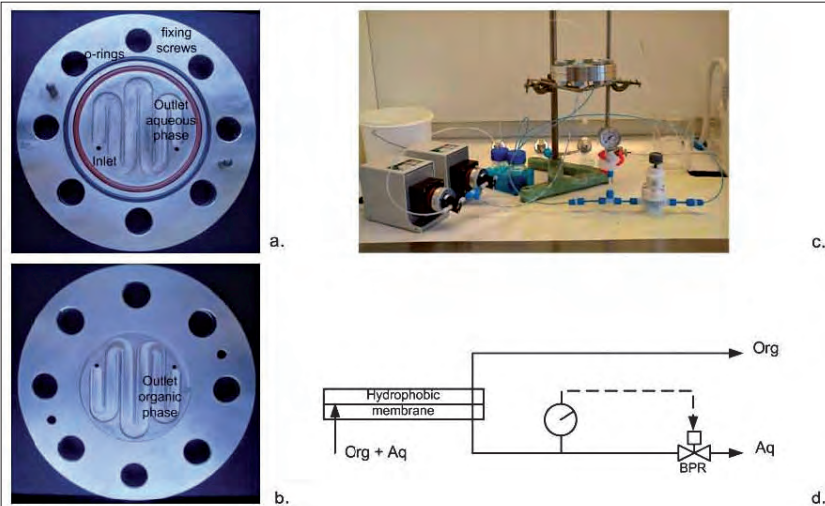 fixing
screws
o-rings
Outlet
aqueous
phase
Inlet
a.
Outlet
organic
phase
b.
c.
Org
Hydrophobic
membrane
Org + Aq
Aq
BPR
d.